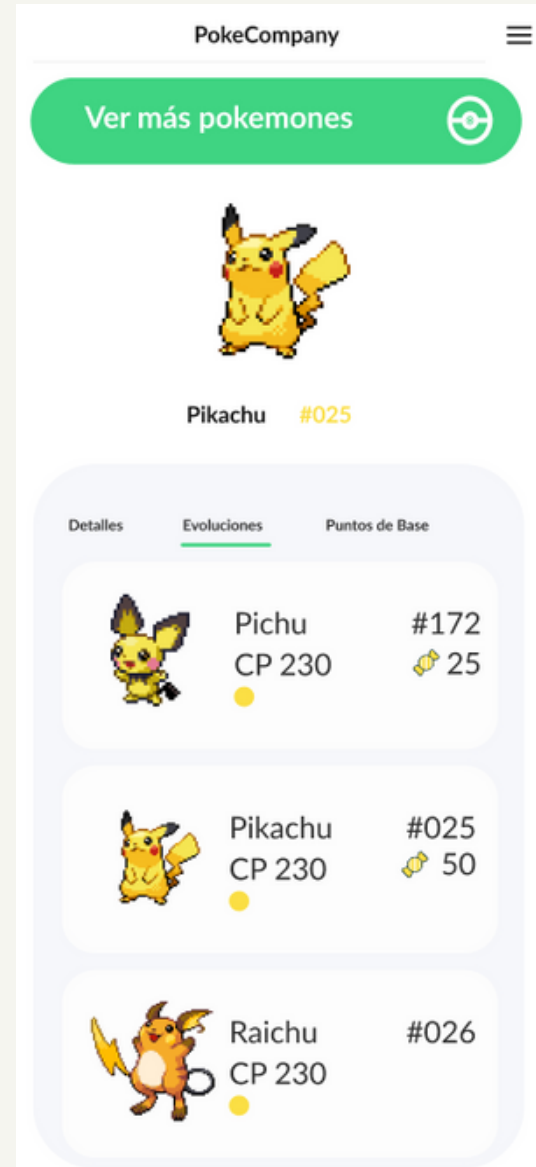 PokeCompany
Ver más pokemones
Pikachu #025
Detalles Evoluciones Puntos de Base
Pichu #172
CP 230 25
Pikachu #025
CP 230 50
Raichu #026
CP 230